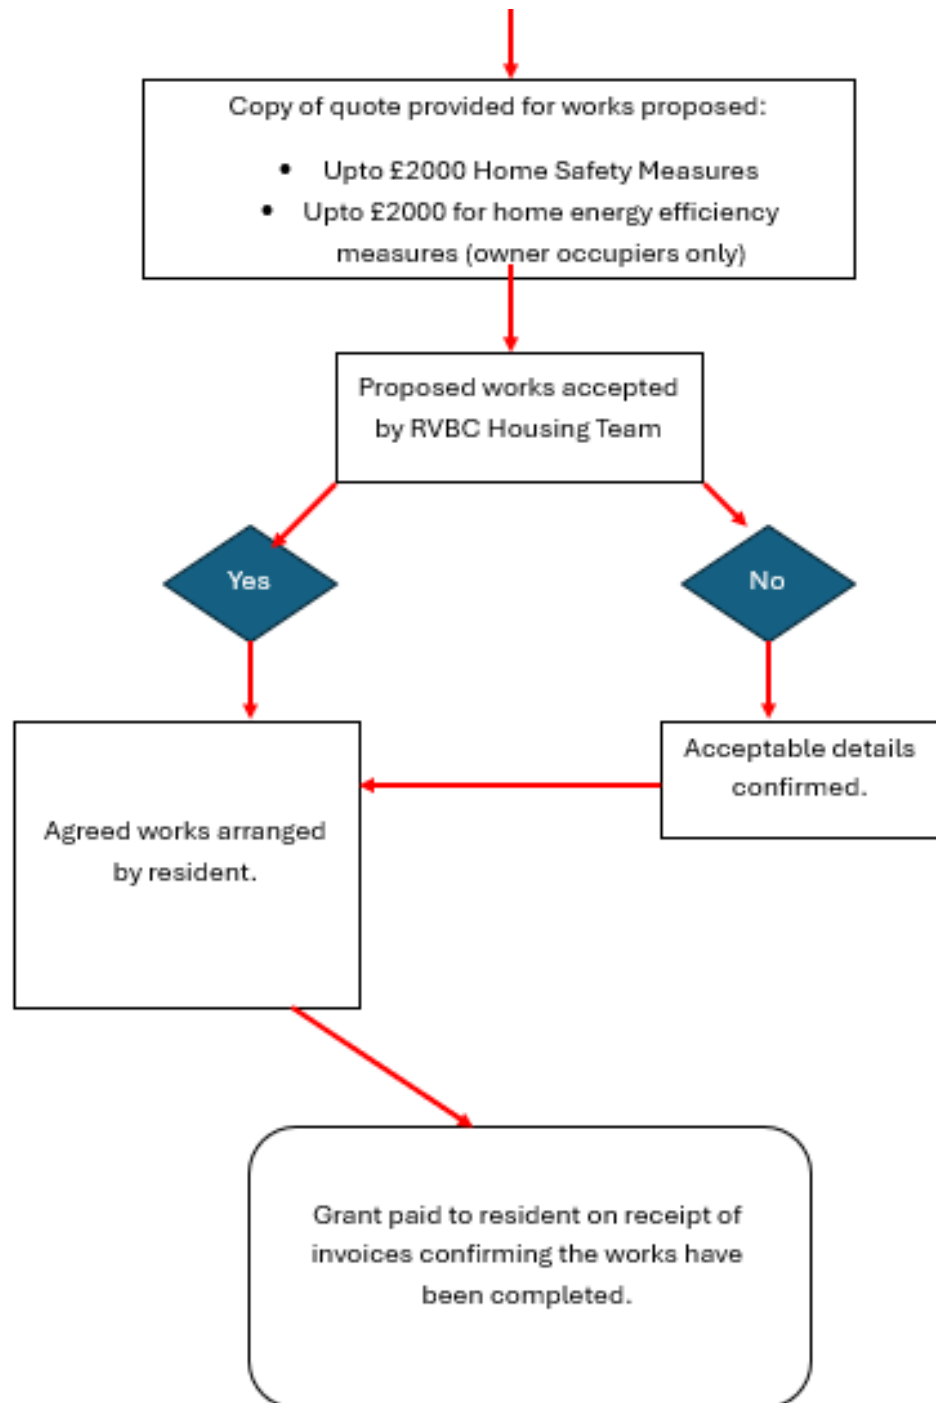 Copy of quote provided for works proposed:
• Upto £2000 Home Safety Measures
• Upto £2000 for home energy efficiency
measures (owner occupiers only)
Proposed works accepted
by RVBC Housing Team
Yes
No
Acceptable details
confirmed.
Agreed works arranged
by resident.
Grant paid to resident on receipt of
invoices confirming the works have
been completed.